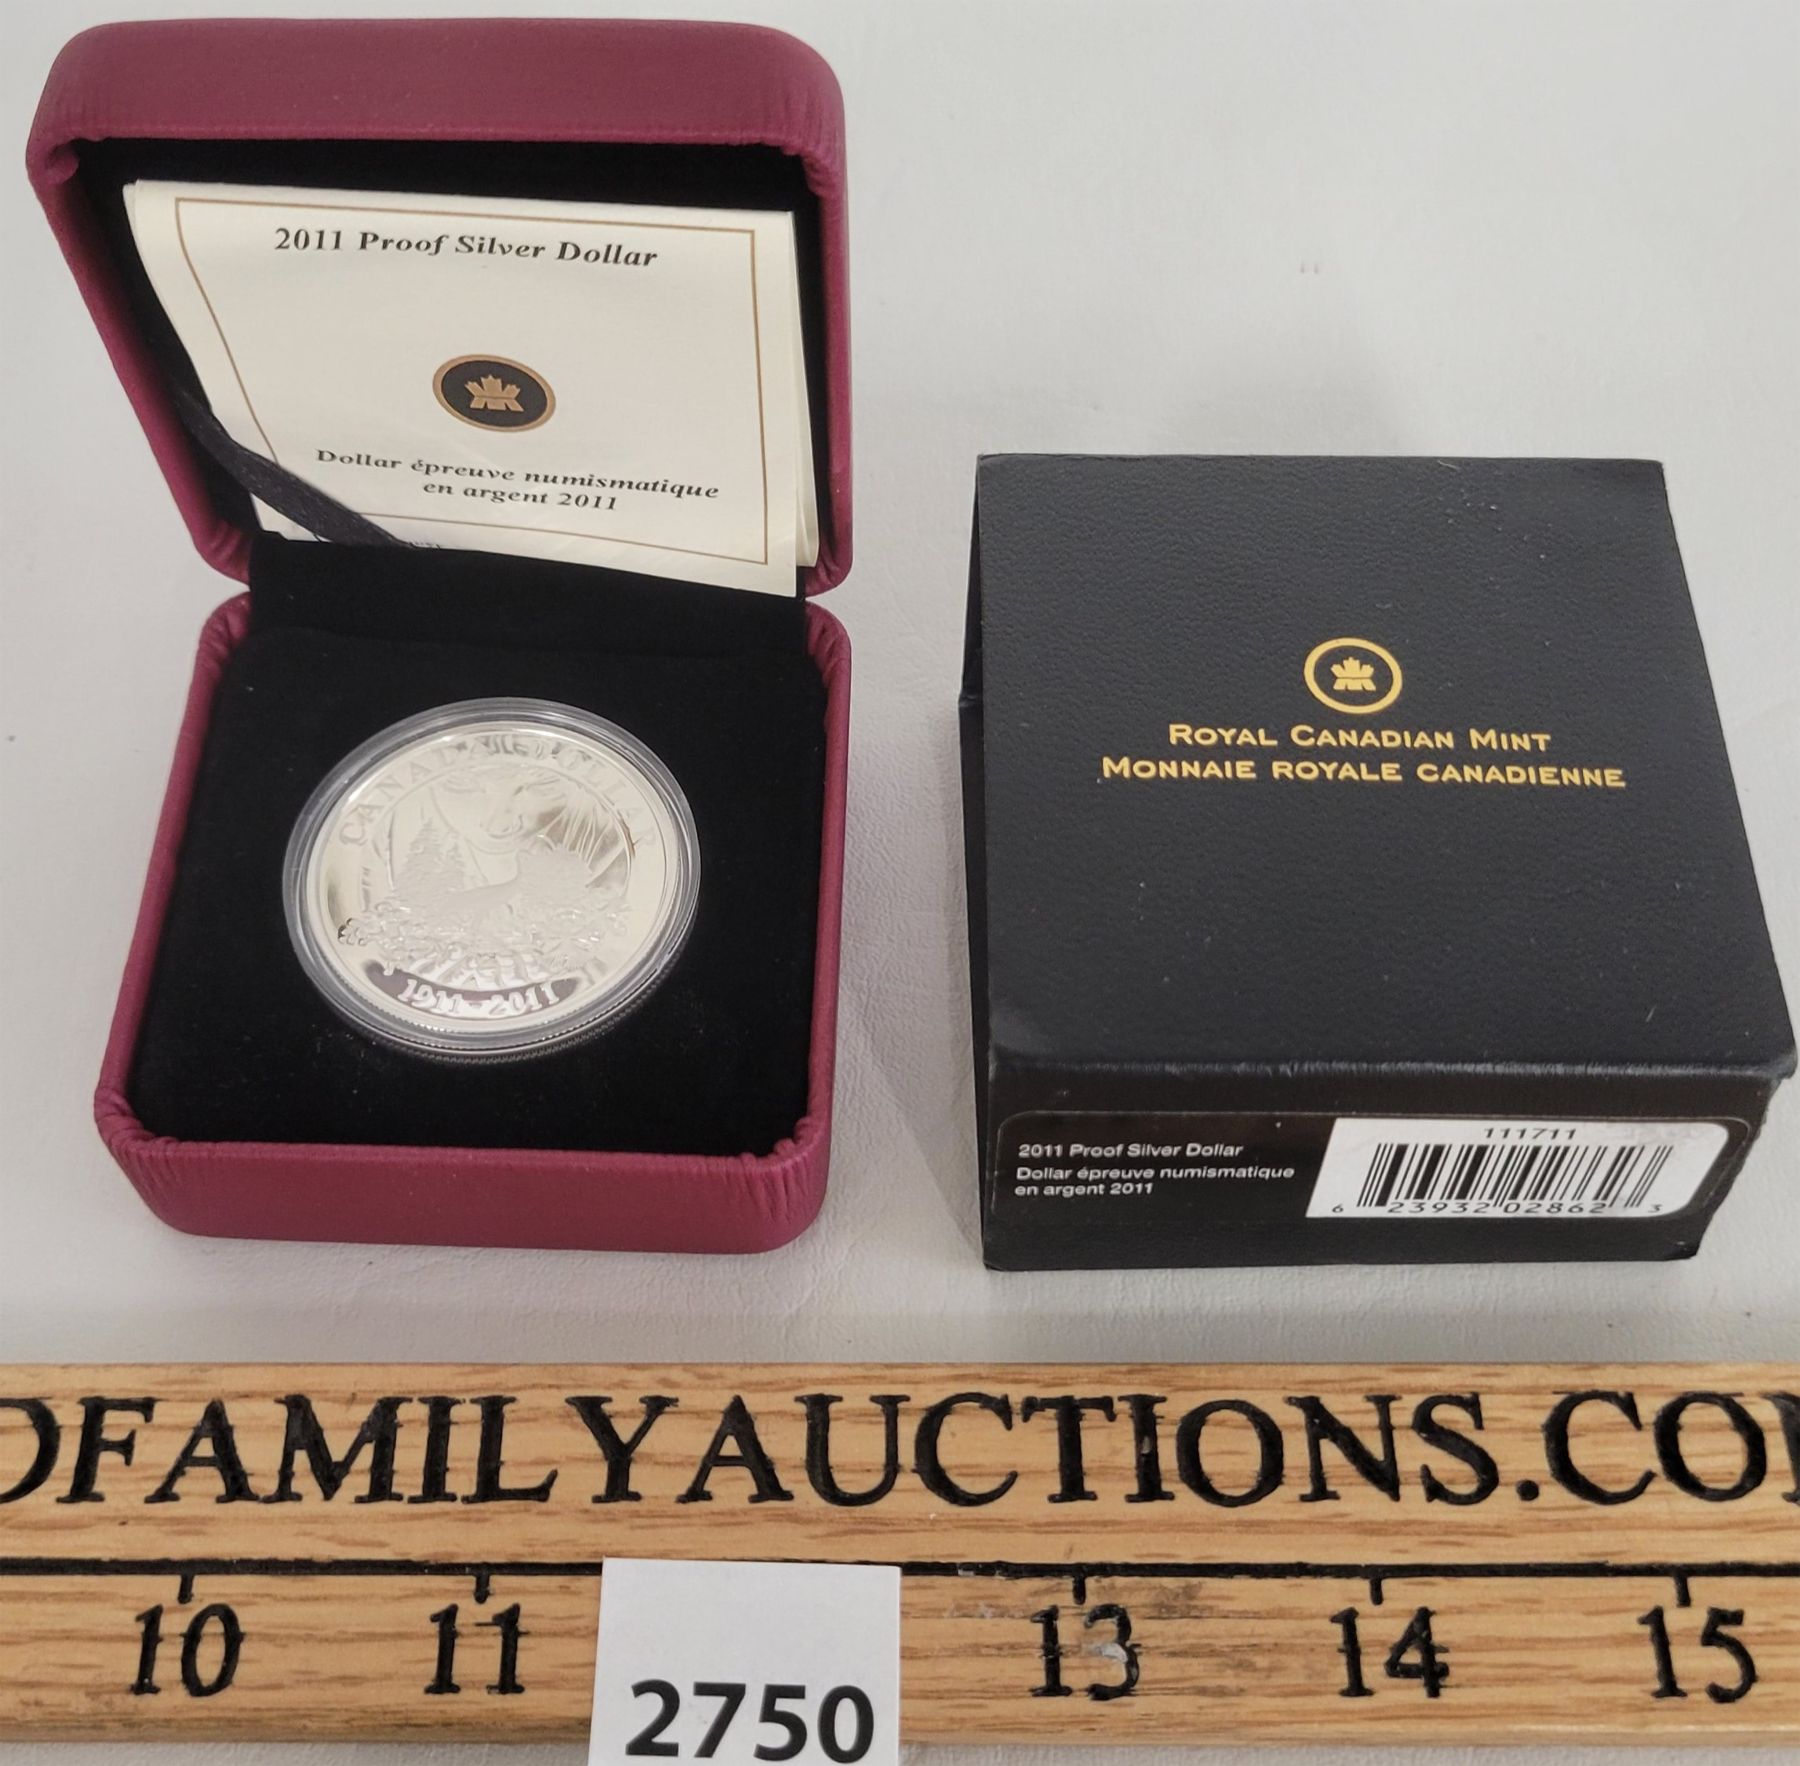 2011 Proof Silver Dollar
Dollar épreuve numismatique
en argent 2011
CANADA DOLLAR
1911-2011
ROYAL CANADIAN MINT
MONNAIE ROYALE CANADIENNE
2011 Proof Silver Dollar
Dollar épreuve numismatique
en argent 2011
111711
6 23932 02862 3
DFAMILYAUCTIONS.CO
10 11 13 14 15
2750